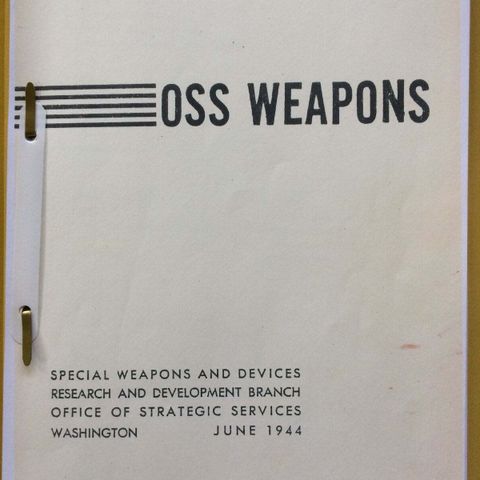 OSS WEAPONS
SPECIAL WEAPONS AND DEVICES
RESEARCH AND DEVELOPMENT BRANCH
OFFICE OF STRATEGIC SERVICES
WASHINGTON JUNE 1944